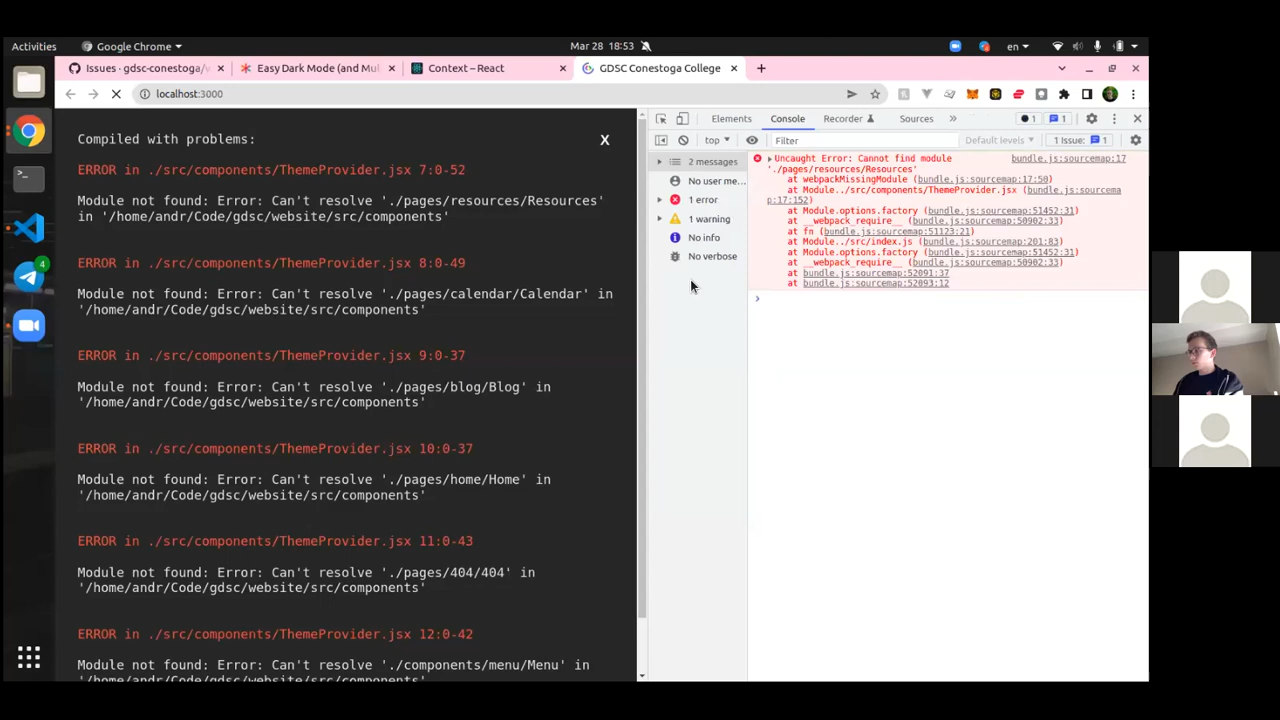 Activities
Google Chrome
Mar 28 18:53
en
Issues · gdsc-conestoga/w
Easy Dark Mode (and Mul
Context – React
GDSC Conestoga College
localhost:3000
Compiled with problems:
X
ERROR in ./src/components/ThemeProvider.jsx 7:0-52
Module not found: Error: Can't resolve './pages/resources/Resources'
in '/home/andr/Code/gdsc/website/src/components'
ERROR in ./src/components/ThemeProvider.jsx 8:0-49
Module not found: Error: Can't resolve './pages/calendar/Calendar' in
'/home/andr/Code/gdsc/website/src/components'
ERROR in ./src/components/ThemeProvider.jsx 9:0-37
Module not found: Error: Can't resolve './pages/blog/Blog' in
'/home/andr/Code/gdsc/website/src/components'
ERROR in ./src/components/ThemeProvider.jsx 10:0-37
Module not found: Error: Can't resolve './pages/home/Home' in
'/home/andr/Code/gdsc/website/src/components'
ERROR in ./src/components/ThemeProvider.jsx 11:0-43
Module not found: Error: Can't resolve './pages/404/404' in
'/home/andr/Code/gdsc/website/src/components'
ERROR in ./src/components/ThemeProvider.jsx 12:0-42
Module not found: Error: Can't resolve './components/menu/Menu' in
'/home/andr/Code/gdsc/website/src/components'
4
Elements
Console
Recorder
Sources
1
1
top
Filter
Default levels
1 Issue:
1
2 messages
No user me...
1 error
1 warning
No info
No verbose
Uncaught Error: Cannot find module bundle.js:sourcemap:17
'./pages/resources/Resources'
at webpackMissingModule (bundle.js:sourcemap:17:50)
at Module../src/components/ThemeProvider.jsx (bundle.js:sourcema
p:17:152)
at Module.options.factory (bundle.js:sourcemap:51452:31)
at __webpack_require__ (bundle.js:sourcemap:50902:33)
at fn (bundle.js:sourcemap:51123:21)
at Module../src/index.js (bundle.js:sourcemap:201:83)
at Module.options.factory (bundle.js:sourcemap:51452:31)
at __webpack_require__ (bundle.js:sourcemap:50902:33)
at bundle.js:sourcemap:52091:37
at bundle.js:sourcemap:52093:12